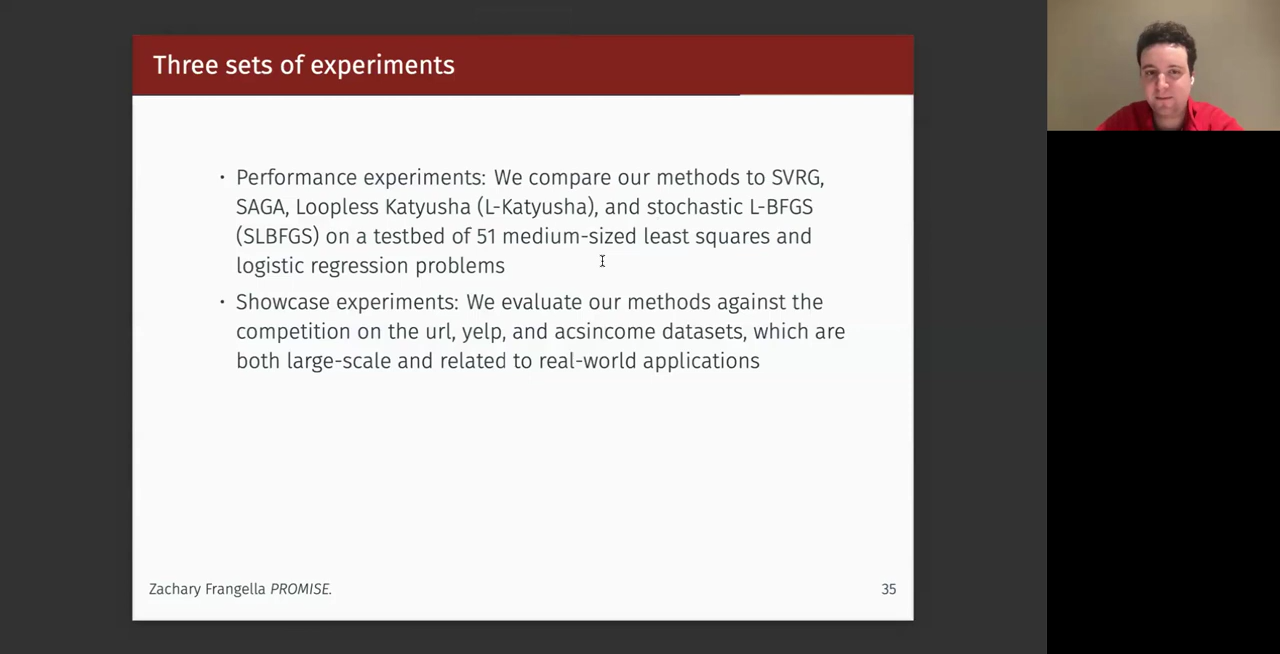 Three sets of experiments
• Performance experiments: We compare our methods to SVRG,
SAGA, Loopless Katyusha (L-Katyusha), and stochastic L-BFGS
(SLBFGS) on a testbed of 51 medium-sized least squares and
logistic regression problems
• Showcase experiments: We evaluate our methods against the
competition on the url, yelp, and acsincome datasets, which are
both large-scale and related to real-world applications
Zachary Frangella PROMISE.
35